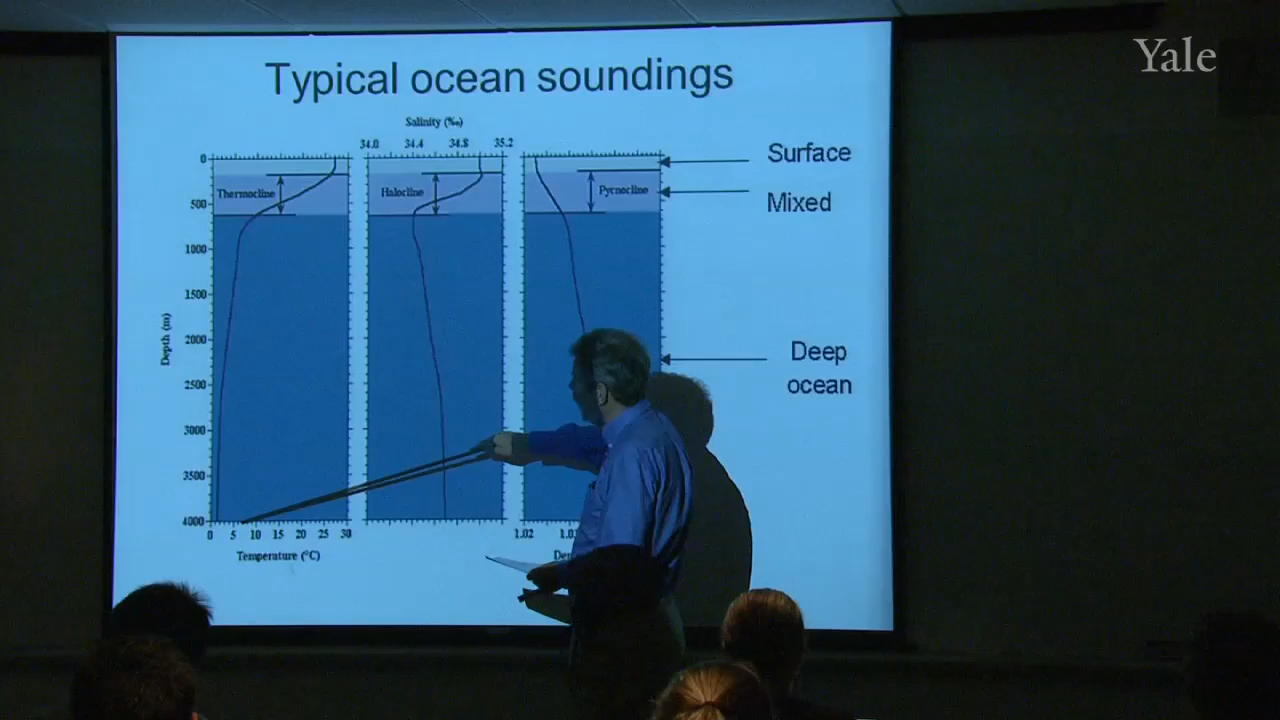 Yale
Typical ocean soundings
Salinity (‰)
34.0 34.4 34.8 35.2
0
500
1000
1500
2000
2500
3000
3500
4000
Depth (m)
Thermocline
Halocline
Pycnocline
Surface
Mixed
Deep
ocean
0 5 10 15 20 25 30
Temperature (°C)
1.02